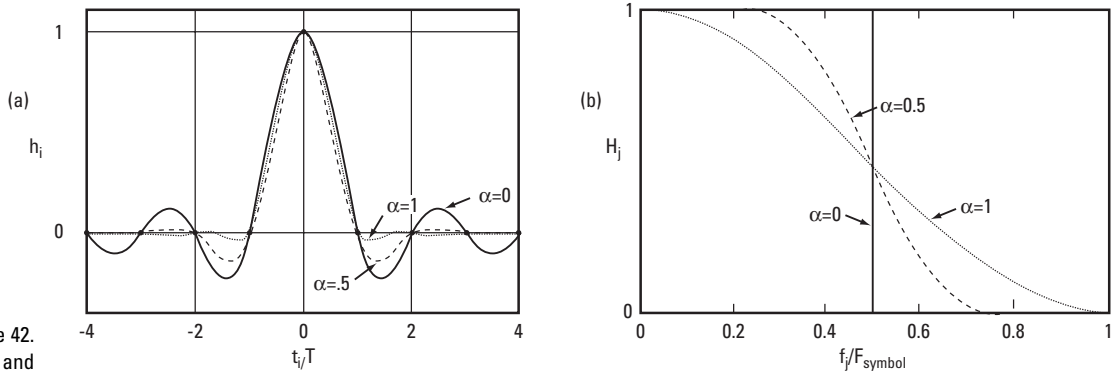 (a)
h_i
1
0
α=1
α=0
α=.5
-4
-2
0
2
4
t_i/T
(b)
H_j
1
0
α=0.5
α=0
α=1
0
0.2
0.4
0.6
0.8
1
f_j/F_symbol
e 42.
and